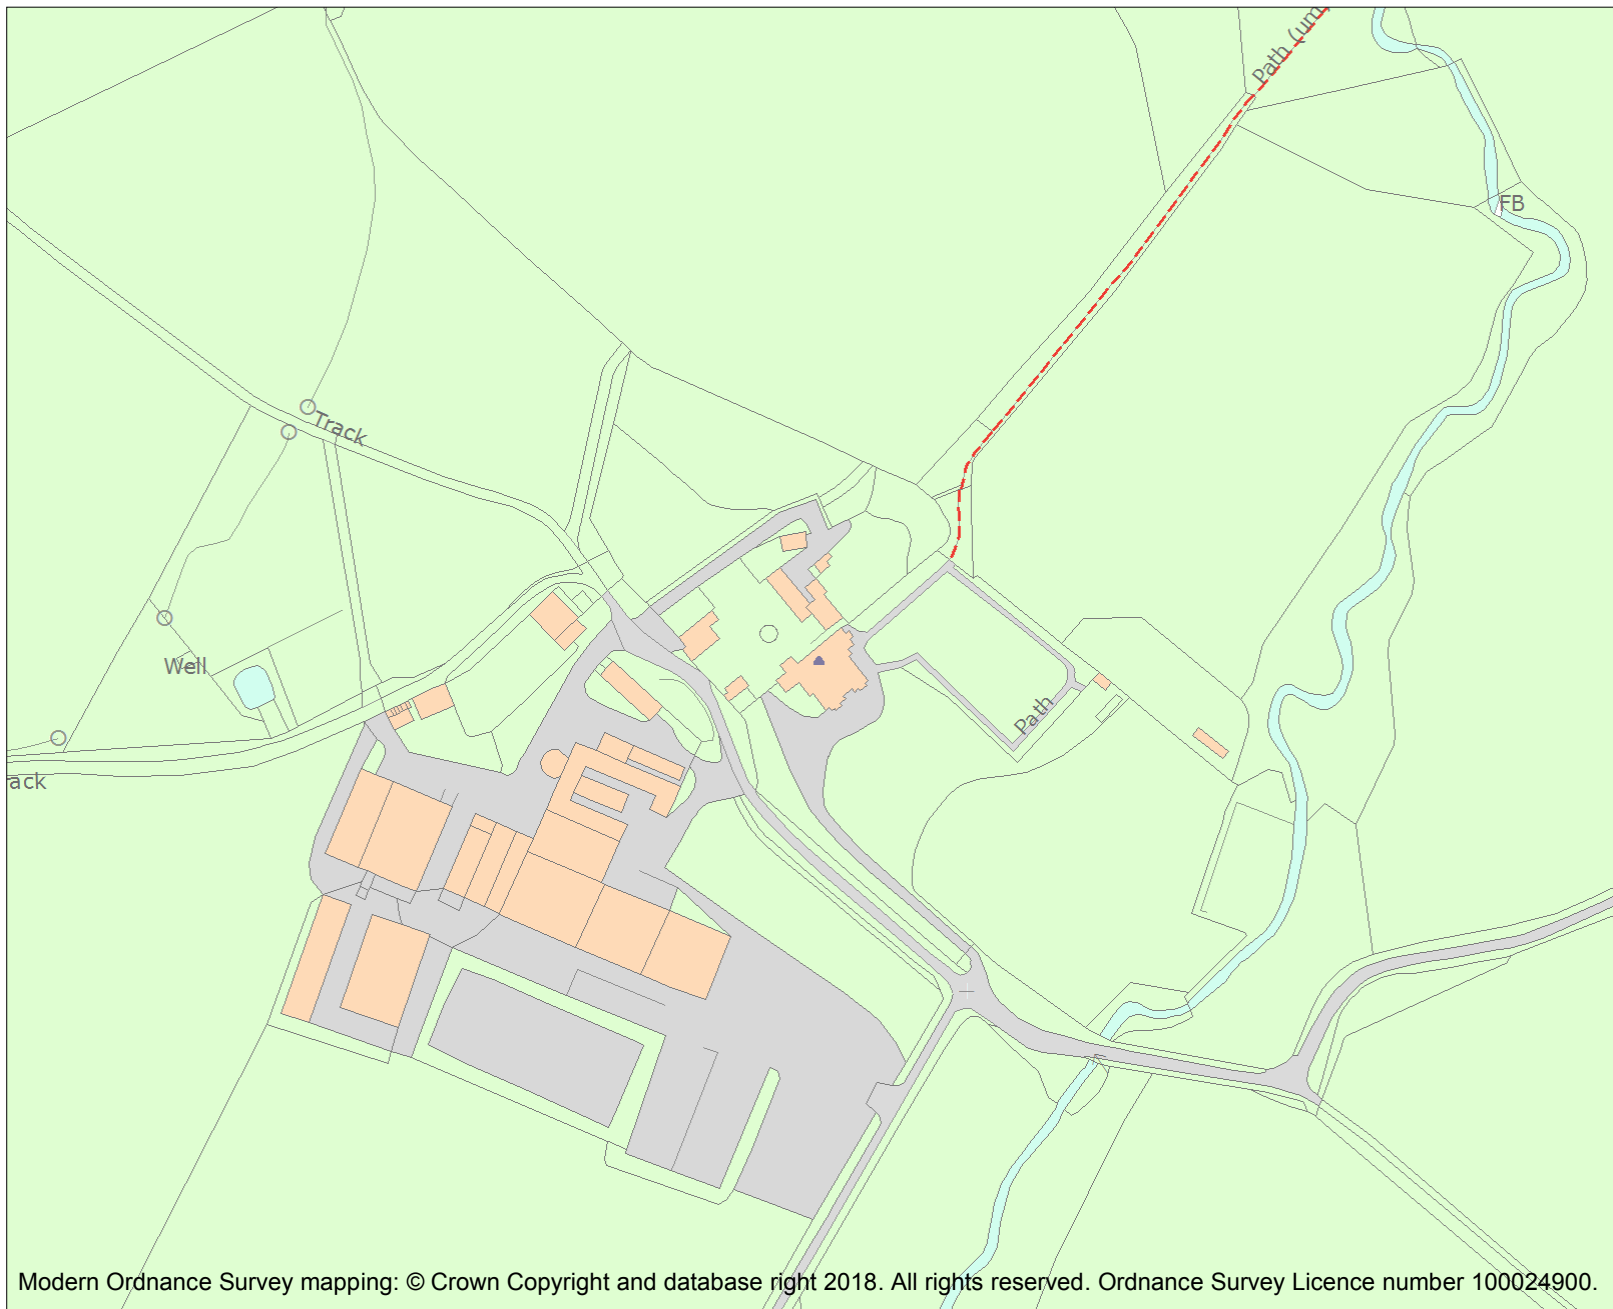 Path (um
FB
Track
Well
Path
ack
Modern Ordnance Survey mapping: © Crown Copyright and database right 2018. All rights reserved. Ordnance Survey Licence number 100024900.